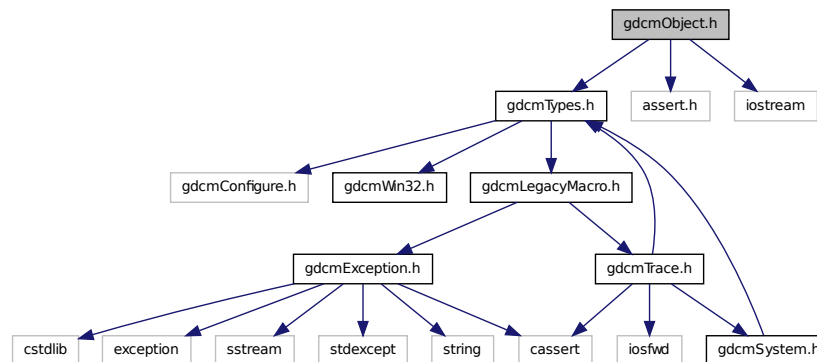 gdcmObject.h
gdcmTypes.h
assert.h
iostream
gdcmConfigure.h
gdcmWin32.h
gdcmLegacyMacro.h
gdcmException.h
gdcmTrace.h
cstdlib
exception
sstream
stdexcept
string
cassert
iosfwd
gdcmSystem.h